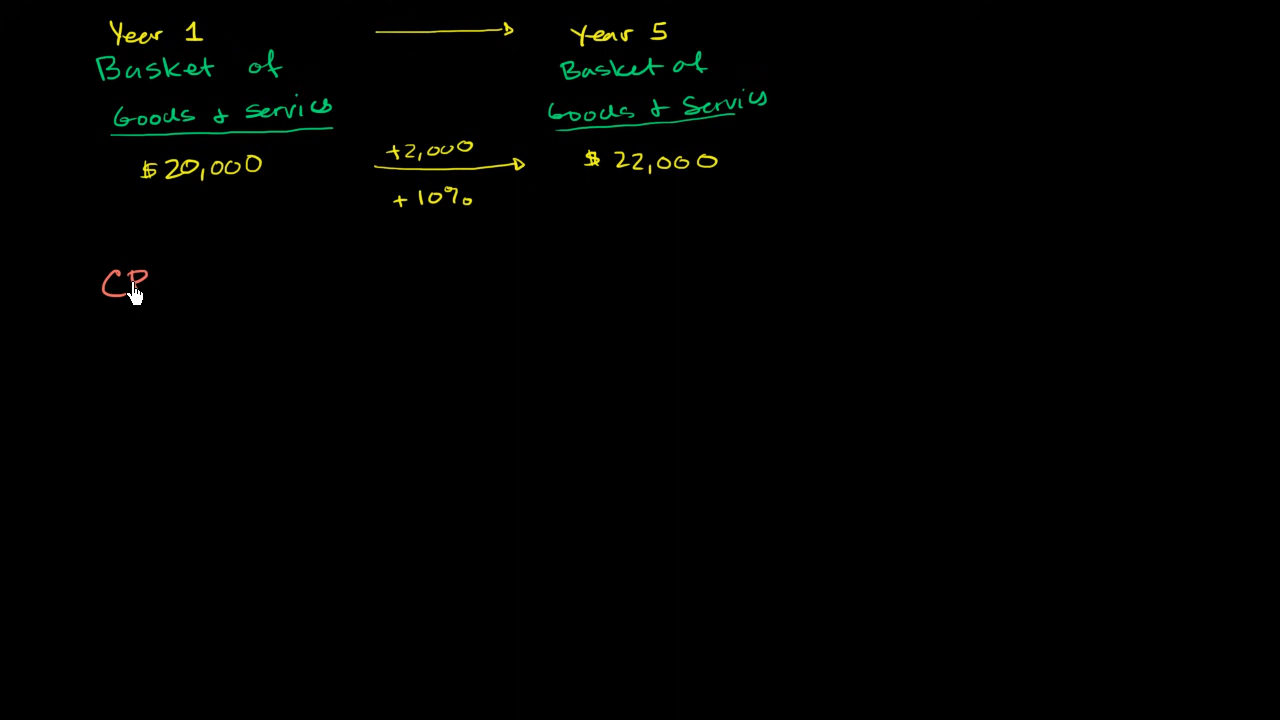 Year 1
Year 5
Basket of
Goods + Services
Basket of
Goods + Services
$20,000
+2,000
+10%
$22,000
CP